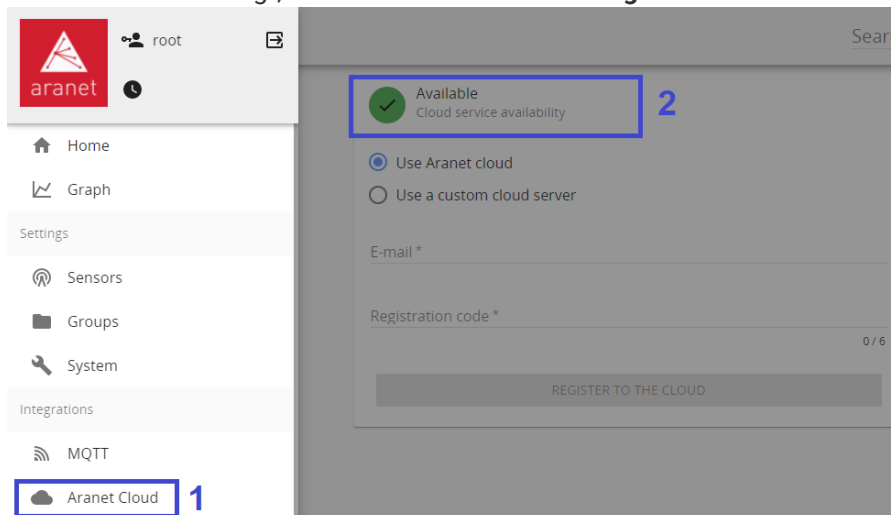 root
Sear
aranet
Available
Cloud service availability
2
Home
Use Aranet cloud
Graph
Use a custom cloud server
Settings
E-mail *
Sensors
Groups
Registration code *
0 / 6
System
REGISTER TO THE CLOUD
Integrations
MQTT
Aranet Cloud 1